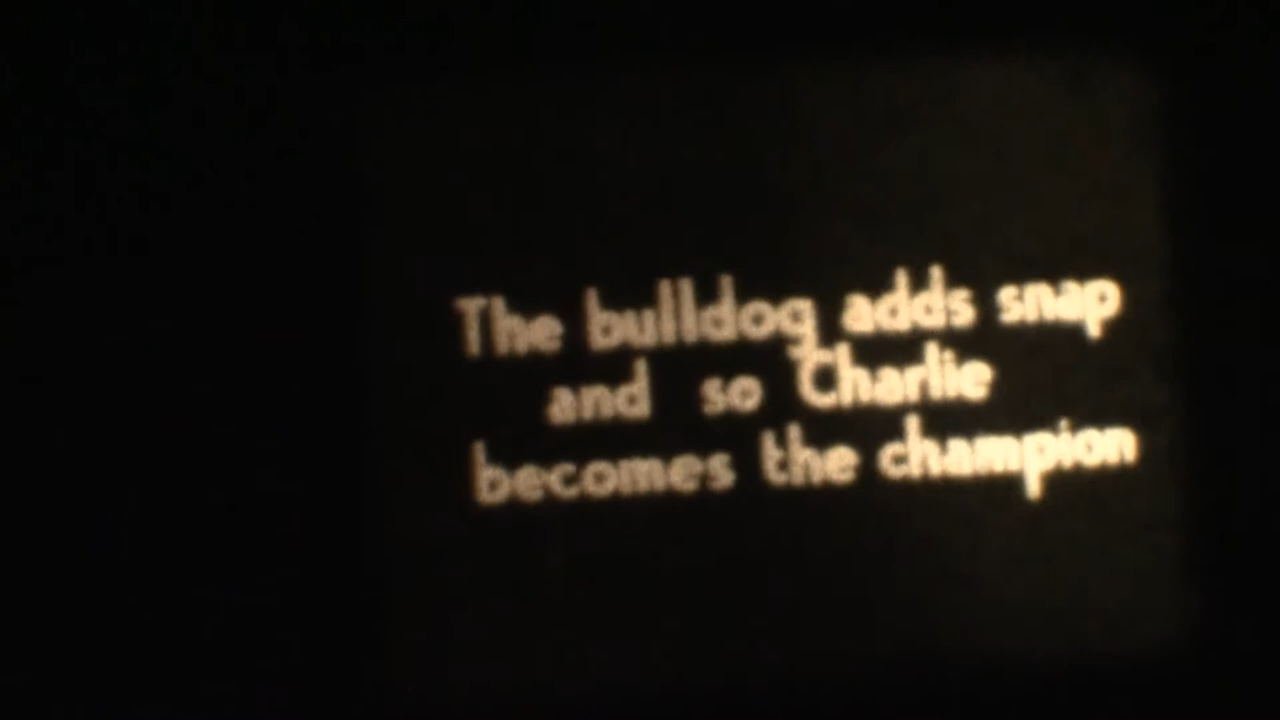 The bulldog adds snap
and so Charlie
becomes the champion